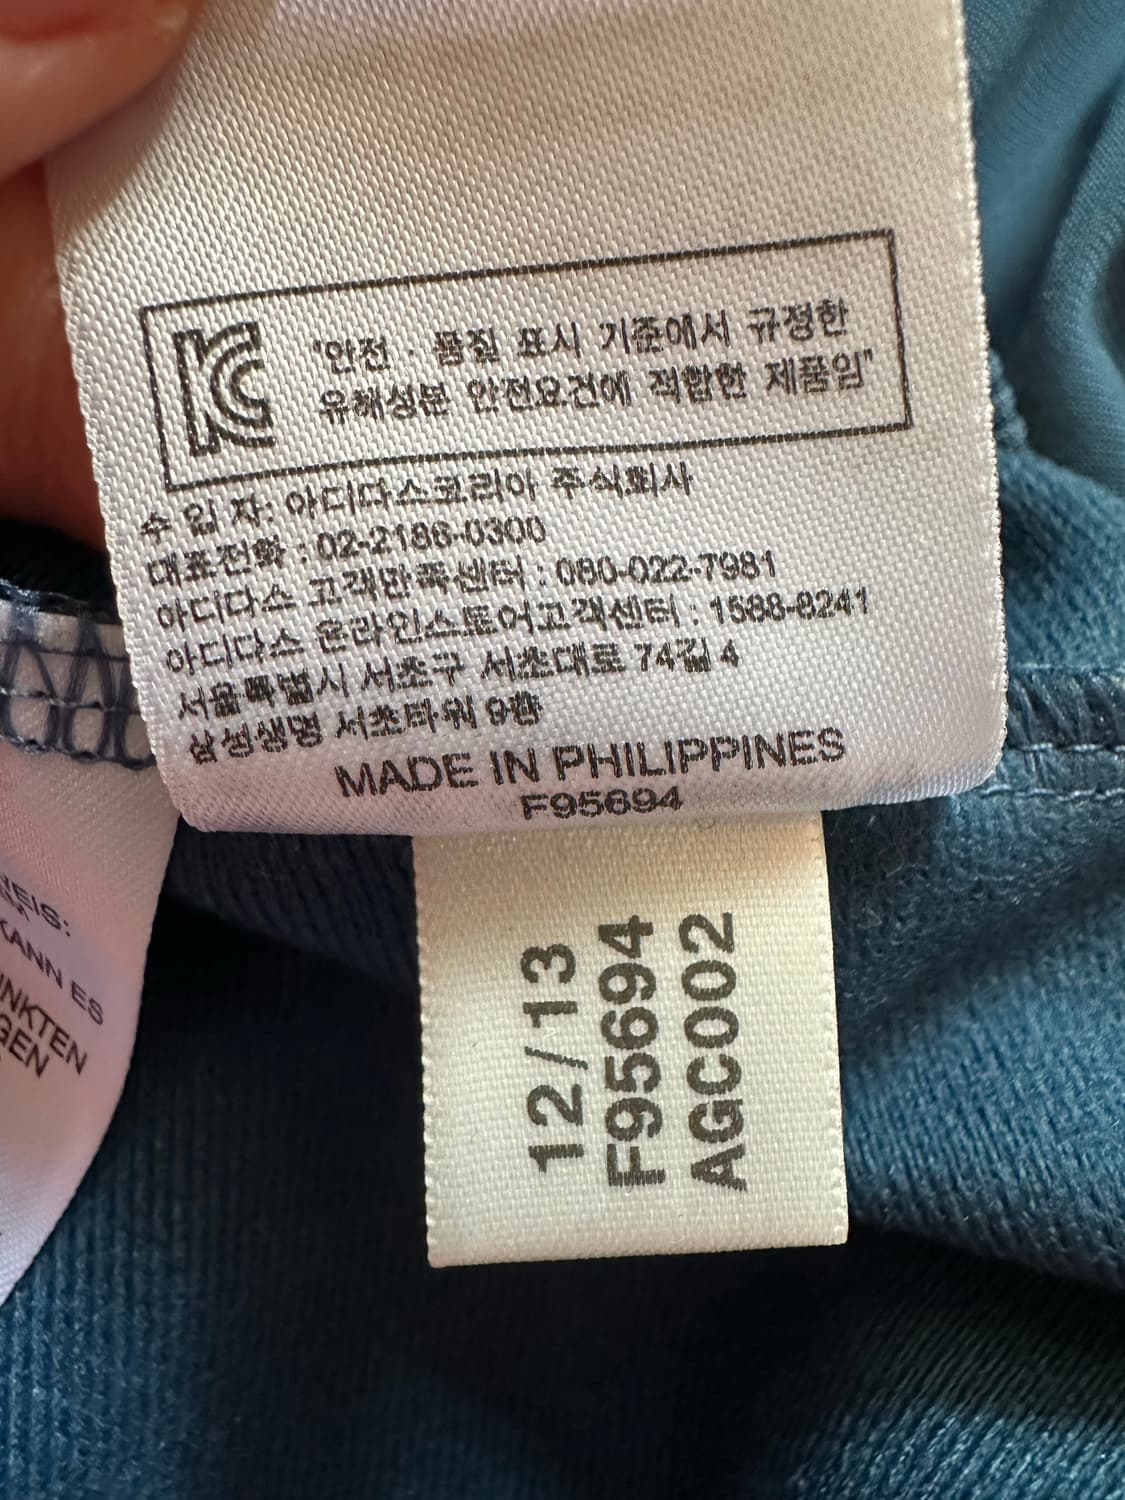 KC
"안전 · 품질 표시 기준에서 규정한
유해성분 안전요건에 적합한 제품임"
수 입 자: 아디다스코리아 주식회사
대표전화 : 02-2186-0300
아디다스 고객만족센터 : 080-022-7981
아디다스 온라인스토어고객센터 : 1588-8241
서울특별시 서초구 서초대로 74길 4
삼성생명 서초타워 9층
MADE IN PHILIPPINES
F95694
12/13
F95694
AGC002
KANN ES